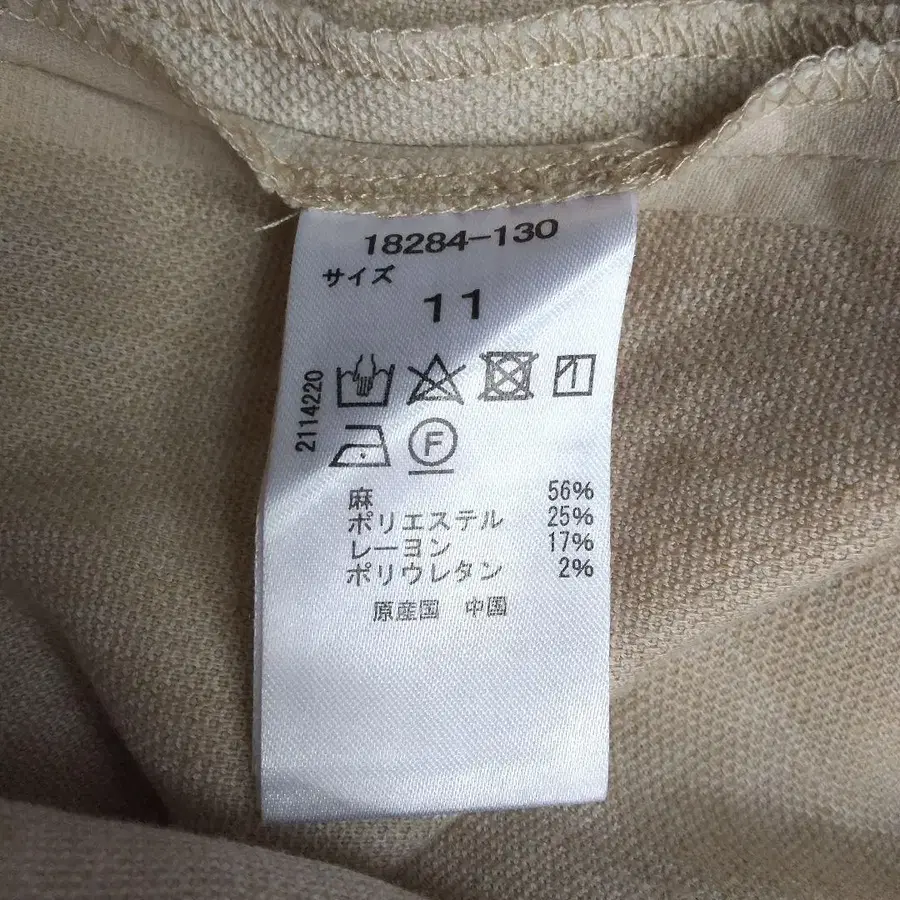 18284-130
サイズ
11
2114220
F
麻 56%
ポリエステル 25%
レーヨン 17%
ポリウレタン 2%
原産国 中国